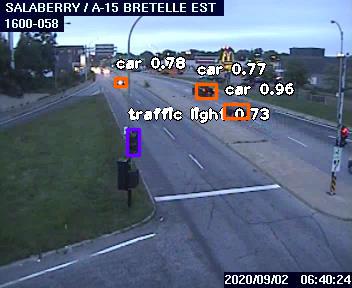 SALABERRY / A-15 BRETELLE EST
1600-058
car 0.78
car 0.77
car 0.96
traffic light 0.73
2020/09/02 06:40:24